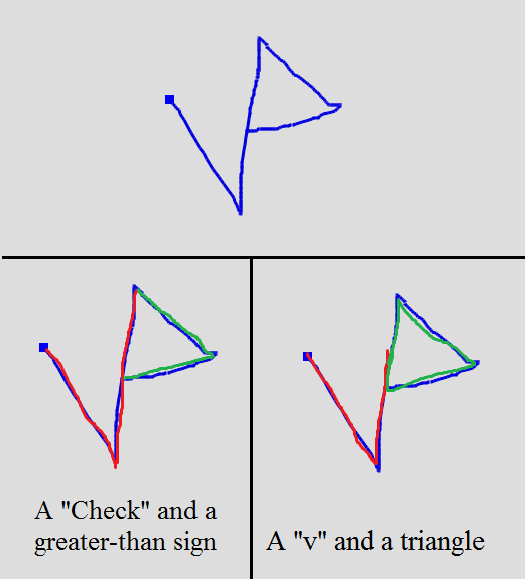 A "Check" and a
greater-than sign
A "v" and a triangle